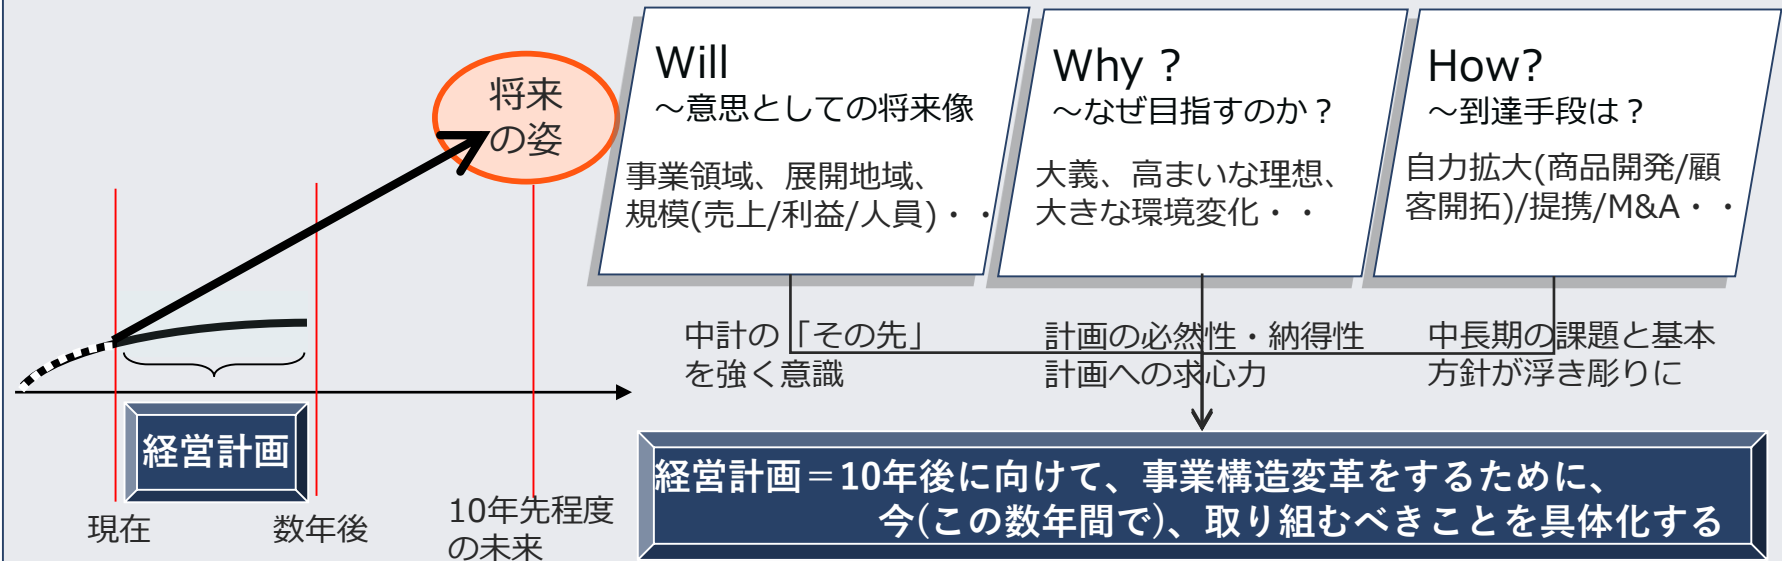 将来
の姿
経営計画
現在
数年後
10年先程度
の未来
Will
～意思としての将来像
事業領域、展開地域、
規模(売上/利益/人員)・・
Why ?
～なぜ目指すのか？
大義、高まいな理想、
大きな環境変化・・
How?
～到達手段は？
自力拡大(商品開発/顧
客開拓)/提携/M&A・・
中計の「その先」
を強く意識
計画の必然性・納得性
計画への求心力
中長期の課題と基本
方針が浮き彫りに
経営計画＝10年後に向けて、事業構造変革をするために、
今(この数年間で)、取り組むべきことを具体化する